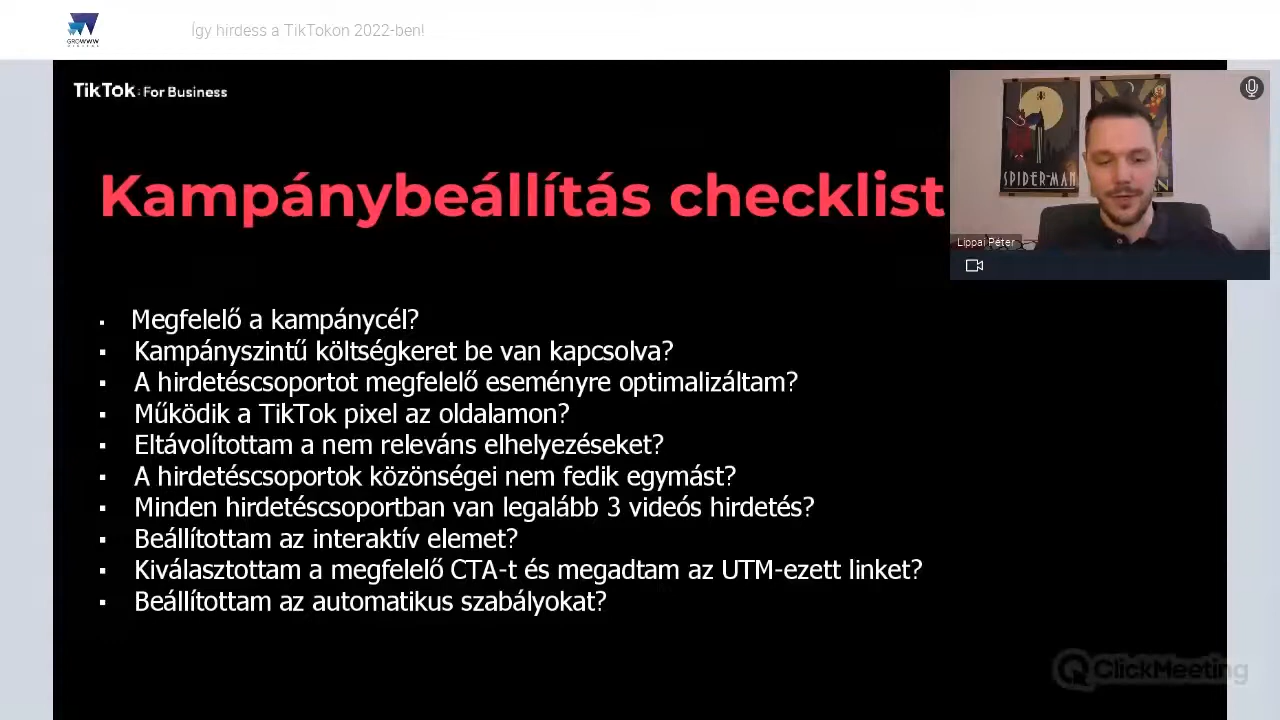 GROWWW
DIGITAL
Így hirdess a TikTokon 2022-ben!
TikTok: For Business
SPIDER-MAN
Lippai Péter
Kampánybeállítás checklist
▪ Megfelelő a kampánycél?
▪ Kampányszintű költségkeret be van kapcsolva?
▪ A hirdetéscsoportot megfelelő eseményre optimalizáltam?
▪ Működik a TikTok pixel az oldalamon?
▪ Eltávolítottam a nem releváns elhelyezéseket?
▪ A hirdetéscsoportok közönségei nem fedik egymást?
▪ Minden hirdetéscsoportban van legalább 3 videós hirdetés?
▪ Beállítottam az interaktív elemet?
▪ Kiválasztottam a megfelelő CTA-t és megadtam az UTM-ezett linket?
▪ Beállítottam az automatikus szabályokat?
ClickMeeting